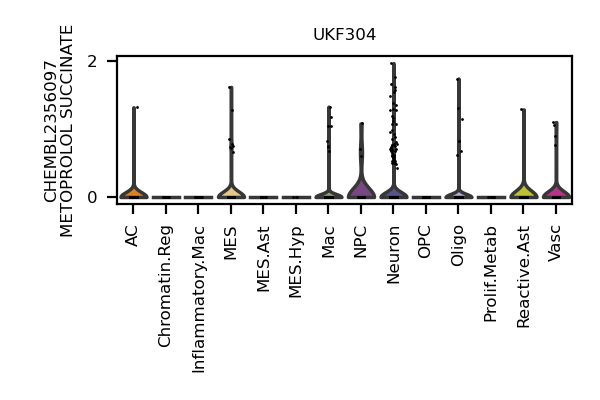 UKF304
CHEMBL2356097
METOPROLOL SUCCINATE
2
0
AC
Chromatin.Reg
Inflammatory.Mac
MES
MES.Ast
MES.Hyp
Mac
NPC
Neuron
OPC
Oligo
Prolif.Metab
Reactive.Ast
Vasc